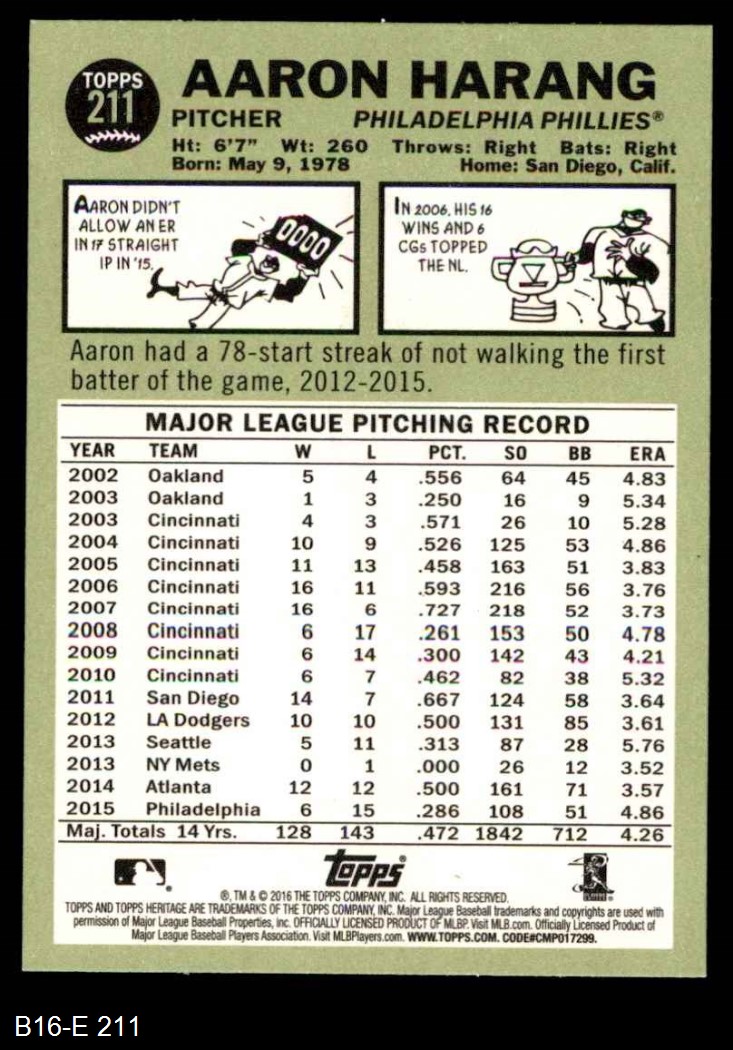 TOPPS
211
AARON HARANG
PITCHER PHILADELPHIA PHILLIES®
Ht: 6'7" Wt: 260 Throws: Right Bats: Right
Born: May 9, 1978 Home: San Diego, Calif.
AARON DIDN'T
ALLOW AN ER
IN 17 STRAIGHT
IP IN '15.
0000
IN 2006, HIS 16
WINS AND 6
CGS TOPPED
THE NL.
Aaron had a 78-start streak of not walking the first
batter of the game, 2012-2015.
MAJOR LEAGUE PITCHING RECORD
YEAR TEAM W L PCT. SO BB ERA
2002 Oakland 5 4 .556 64 45 4.83
2003 Oakland 1 3 .250 16 9 5.34
2003 Cincinnati 4 3 .571 26 10 5.28
2004 Cincinnati 10 9 .526 125 53 4.86
2005 Cincinnati 11 13 .458 163 51 3.83
2006 Cincinnati 16 11 .593 216 56 3.76
2007 Cincinnati 16 6 .727 218 52 3.73
2008 Cincinnati 6 17 .261 153 50 4.78
2009 Cincinnati 6 14 .300 142 43 4.21
2010 Cincinnati 6 7 .462 82 38 5.32
2011 San Diego 14 7 .667 124 58 3.64
2012 LA Dodgers 10 10 .500 131 85 3.61
2013 Seattle 5 11 .313 87 28 5.76
2013 NY Mets 0 1 .000 26 12 3.52
2014 Atlanta 12 12 .500 161 71 3.57
2015 Philadelphia 6 15 .286 108 51 4.86
Maj. Totals 14 Yrs. 128 143 .472 1842 712 4.26
Topps®
®, TM & © 2016 THE TOPPS COMPANY, INC. ALL RIGHTS RESERVED.
TOPPS AND TOPPS HERITAGE ARE TRADEMARKS OF THE TOPPS COMPANY, INC. Major League Baseball trademarks and copyrights are used with
permission of Major League Baseball Properties, Inc. OFFICIALLY LICENSED PRODUCT OF MLBP. Visit MLB.com. Officially Licensed Product of
Major League Baseball Players Association. Visit MLBPlayers.com. WWW.TOPPS.COM. CODE#CMP017299.
B16-E 211